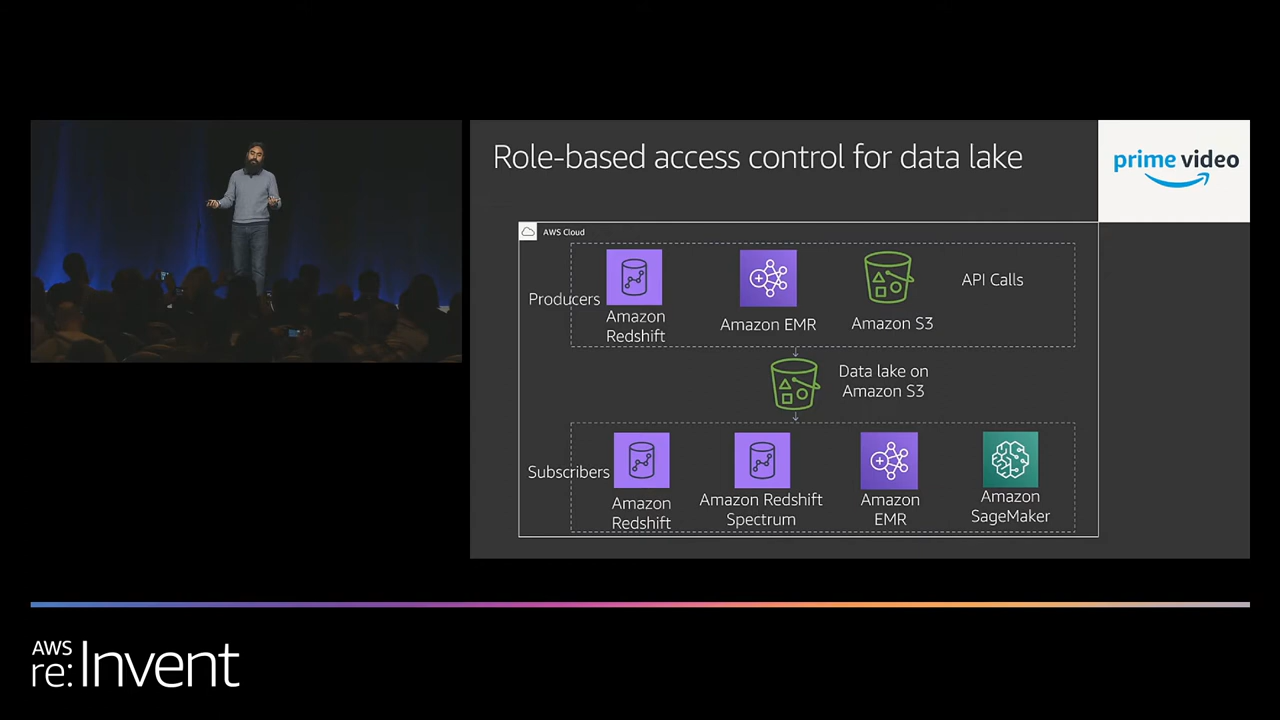 Role-based access control for data lake
prime video
AWS Cloud
Producers
Amazon
Redshift
Amazon EMR
Amazon S3
API Calls
Data lake on
Amazon S3
Subscribers
Amazon
Redshift
Amazon Redshift
Spectrum
Amazon
EMR
Amazon
SageMaker
AWS
re:Invent